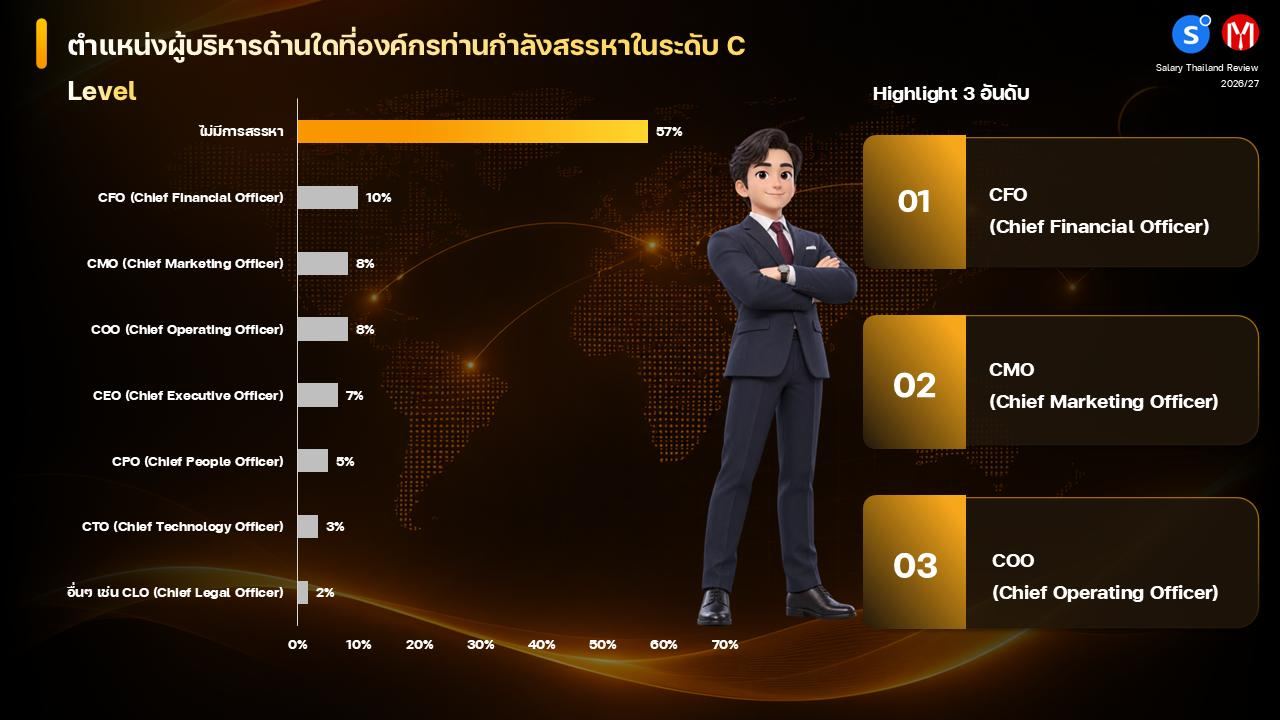 ตำแหน่งผู้บริหารด้านใดที่องค์กรท่านกำลังสรรหาในระดับ C
Level
S
M
Salary Thailand Review
2026/27
ไม่มีการสรรหา
57%
CFO (Chief Financial Officer)
10%
CMO (Chief Marketing Officer)
8%
COO (Chief Operating Officer)
8%
CEO (Chief Executive Officer)
7%
CPO (Chief People Officer)
5%
CTO (Chief Technology Officer)
3%
อื่นๆ เช่น CLO (Chief Legal Officer)
2%
0% 10% 20% 30% 40% 50% 60% 70%
Highlight 3 อันดับ
01
CFO
(Chief Financial Officer)
02
CMO
(Chief Marketing Officer)
03
COO
(Chief Operating Officer)